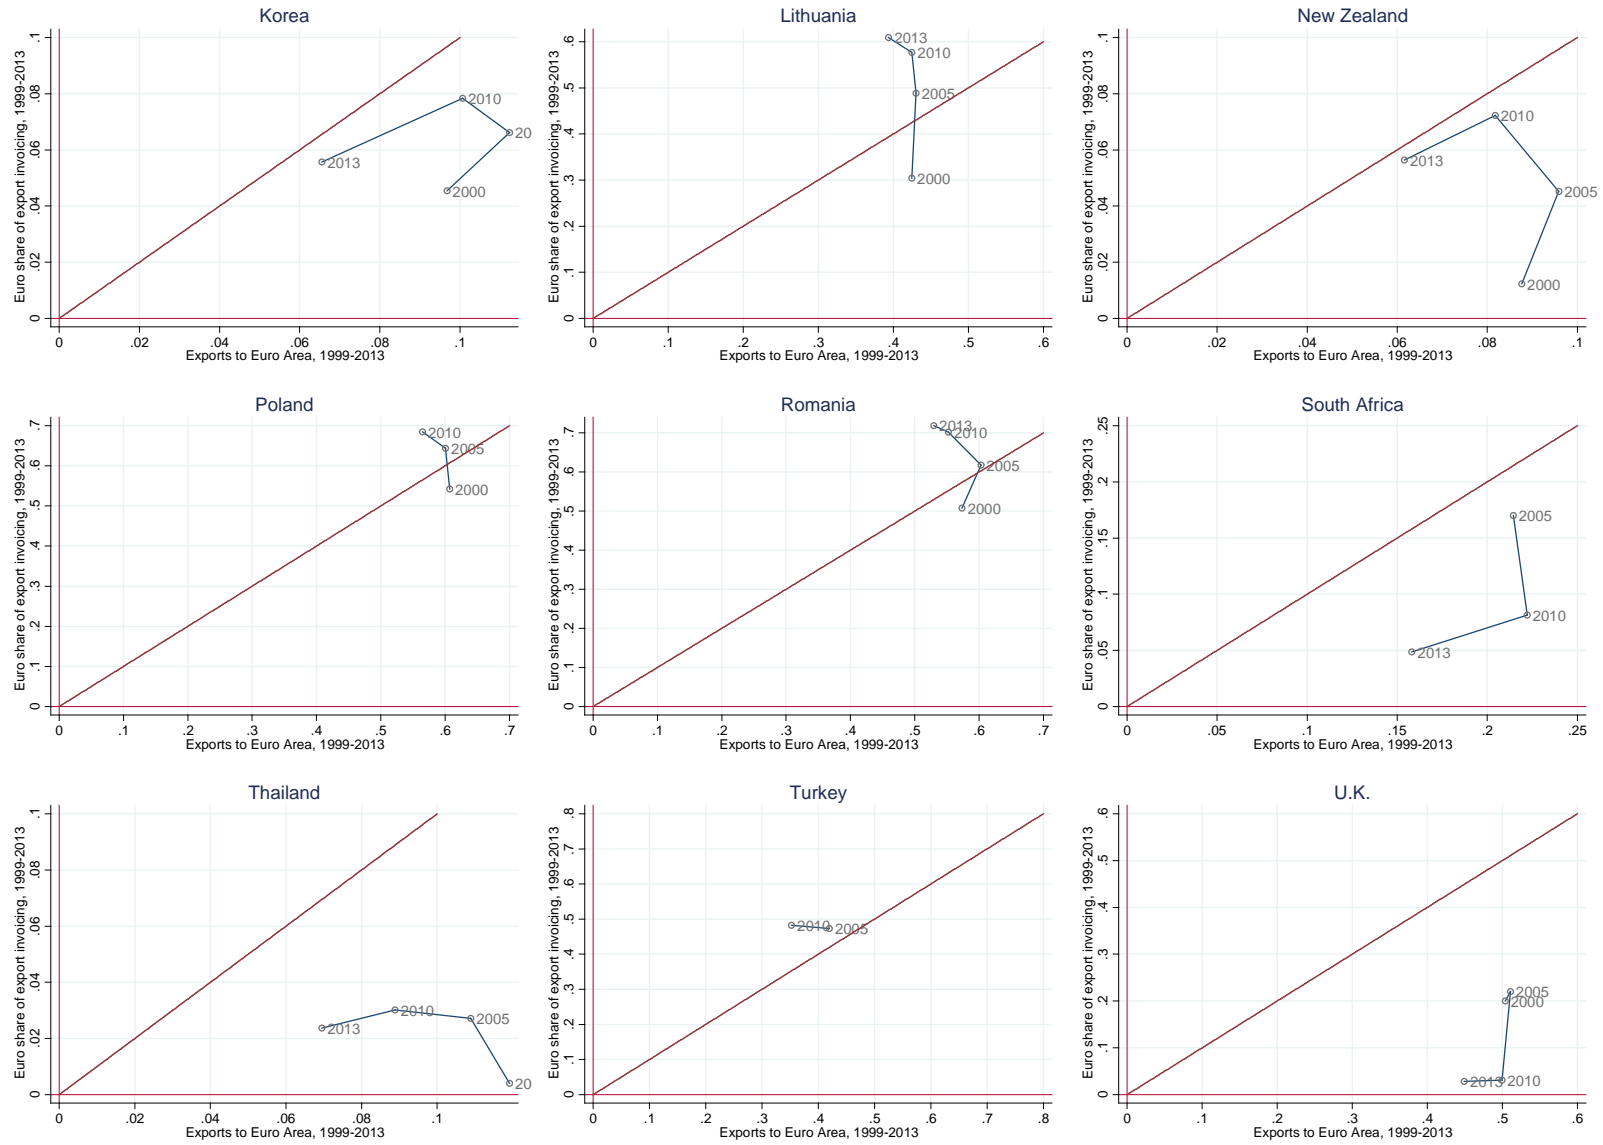 Korea
Euro share of export invoicing, 1999-2013
0 .02 .04 .06 .08 .1
2010
20
2013
2000
0 .02 .04 .06 .08 .1
Exports to Euro Area, 1999-2013
Lithuania
Euro share of export invoicing, 1999-2013
0 .1 .2 .3 .4 .5 .6
2013
2010
2005
2000
0 .1 .2 .3 .4 .5 .6
Exports to Euro Area, 1999-2013
New Zealand
Euro share of export invoicing, 1999-2013
0 .02 .04 .06 .08 .1
2010
2013
2005
2000
0 .02 .04 .06 .08 .1
Exports to Euro Area, 1999-2013
Poland
Euro share of export invoicing, 1999-2013
0 .1 .2 .3 .4 .5 .6 .7
2010
2005
2000
0 .1 .2 .3 .4 .5 .6 .7
Exports to Euro Area, 1999-2013
Romania
Euro share of export invoicing, 1999-2013
0 .1 .2 .3 .4 .5 .6 .7
2013
2010
2005
2000
0 .1 .2 .3 .4 .5 .6 .7
Exports to Euro Area, 1999-2013
South Africa
Euro share of export invoicing, 1999-2013
0 .05 .1 .15 .2 .25
2005
2010
2013
0 .05 .1 .15 .2 .25
Exports to Euro Area, 1999-2013
Thailand
Euro share of export invoicing, 1999-2013
0 .02 .04 .06 .08 .1
2010
2005
2013
20
0 .02 .04 .06 .08 .1
Exports to Euro Area, 1999-2013
Turkey
Euro share of export invoicing, 1999-2013
0 .1 .2 .3 .4 .5 .6 .7 .8
2010
2005
0 .1 .2 .3 .4 .5 .6 .7 .8
Exports to Euro Area, 1999-2013
U.K.
Euro share of export invoicing, 1999-2013
0 .1 .2 .3 .4 .5 .6
2005
2000
2013
2010
0 .1 .2 .3 .4 .5 .6
Exports to Euro Area, 1999-2013